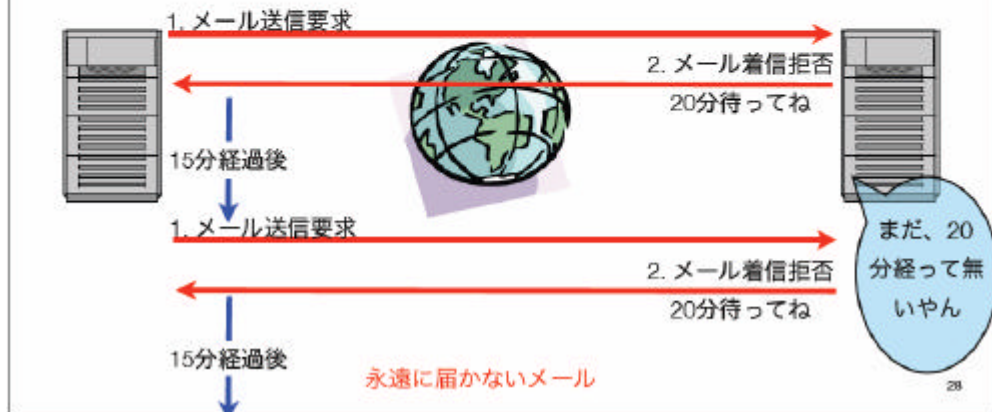 1. メール送信要求
2. メール着信拒否
20分待ってね
15分経過後
1. メール送信要求
まだ、20
分経って無
いやん
2. メール着信拒否
20分待ってね
15分経過後
永遠に届かないメール
28